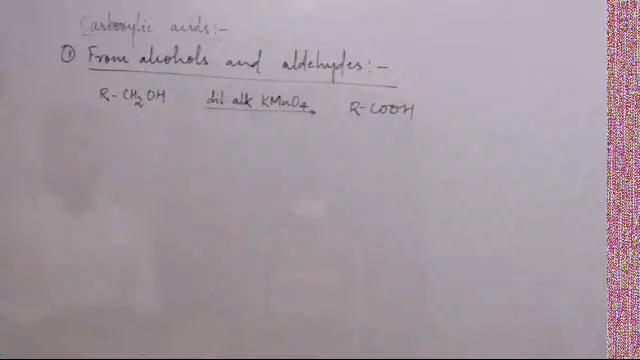 Carboxylic acids:-
① From alcohols and aldehydes:-
R-CH₂OH dil. alk KMnO₄ R-COOH